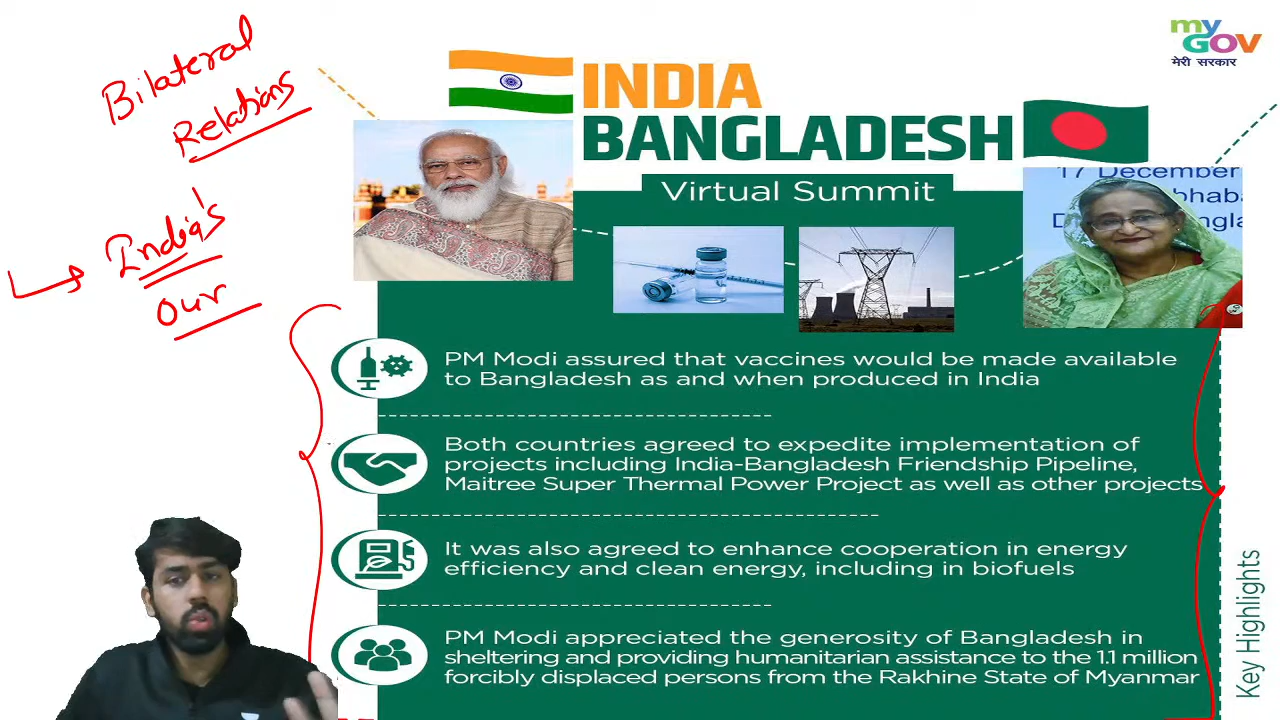 my
GOV
मेरी सरकार
Bilateral
Relations
India's
our
INDIA
BANGLADESH
Virtual Summit
17 December
PM Modi assured that vaccines would be made available
to Bangladesh as and when produced in India
Both countries agreed to expedite implementation of
projects including India-Bangladesh Friendship Pipeline,
Maitree Super Thermal Power Project as well as other projects
It was also agreed to enhance cooperation in energy
efficiency and clean energy, including in biofuels
PM Modi appreciated the generosity of Bangladesh in
sheltering and providing humanitarian assistance to the 1.1 million
forcibly displaced persons from the Rakhine State of Myanmar
Key Highlights